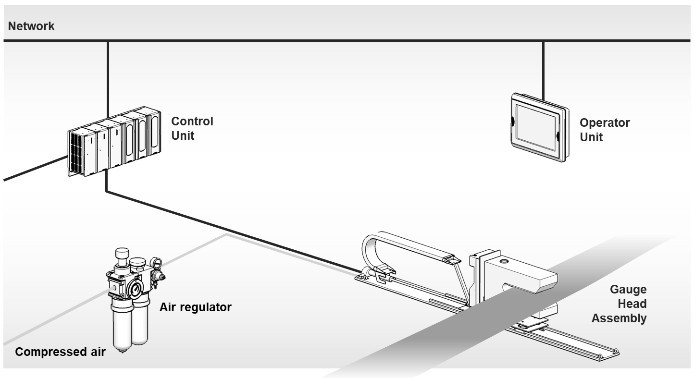 Network
Control
Unit
Operator
Unit
Air regulator
Gauge
Head
Assembly
Compressed air